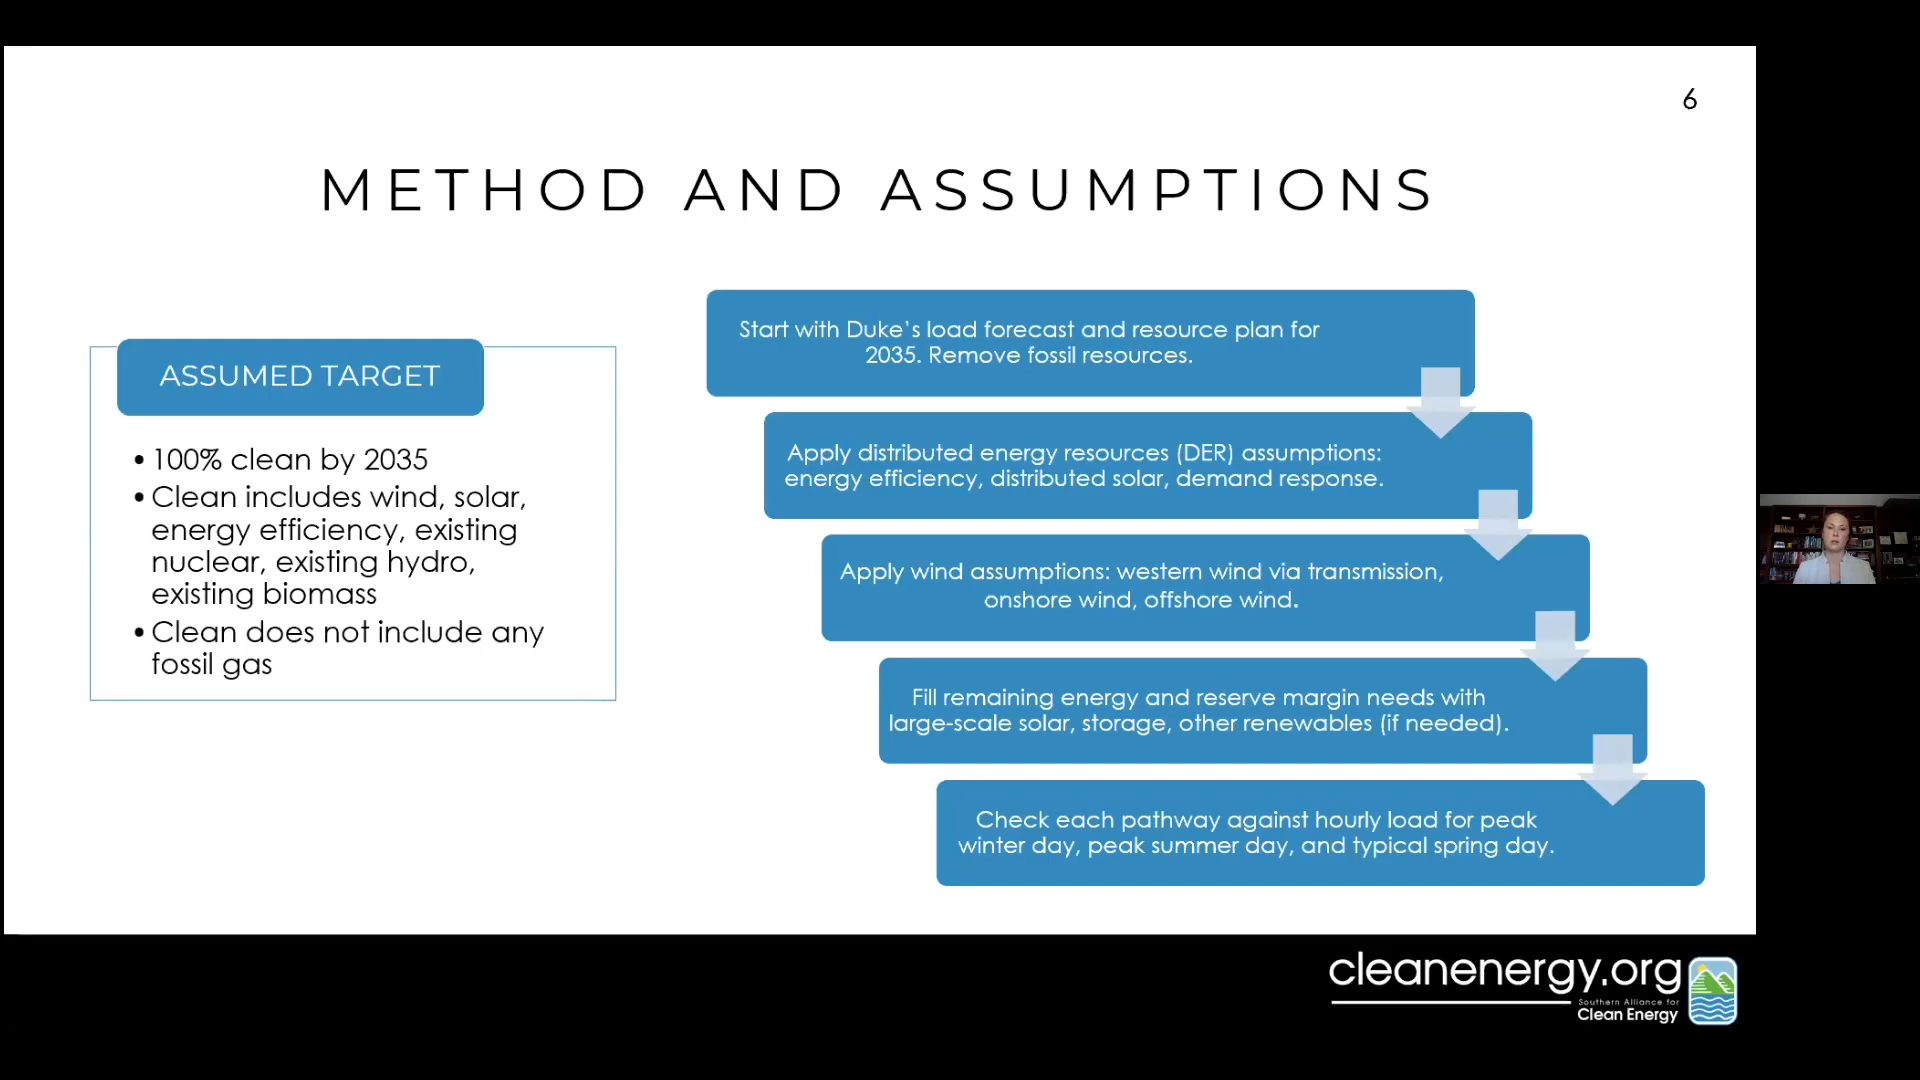 6
METHOD AND ASSUMPTIONS
ASSUMED TARGET
• 100% clean by 2035
• Clean includes wind, solar,
energy efficiency, existing
nuclear, existing hydro,
existing biomass
• Clean does not include any
fossil gas
Start with Duke’s load forecast and resource plan for
2035. Remove fossil resources.
Apply distributed energy resources (DER) assumptions:
energy efficiency, distributed solar, demand response.
Apply wind assumptions: western wind via transmission,
onshore wind, offshore wind.
Fill remaining energy and reserve margin needs with
large-scale solar, storage, other renewables (if needed).
Check each pathway against hourly load for peak
winter day, peak summer day, and typical spring day.
cleanenergy.org
Southern Alliance for
Clean Energy